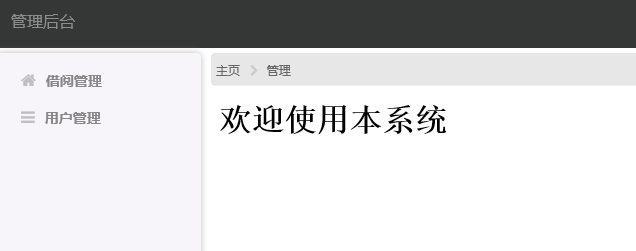 管理后台
借阅管理
用户管理
主页 管理
欢迎使用本系统